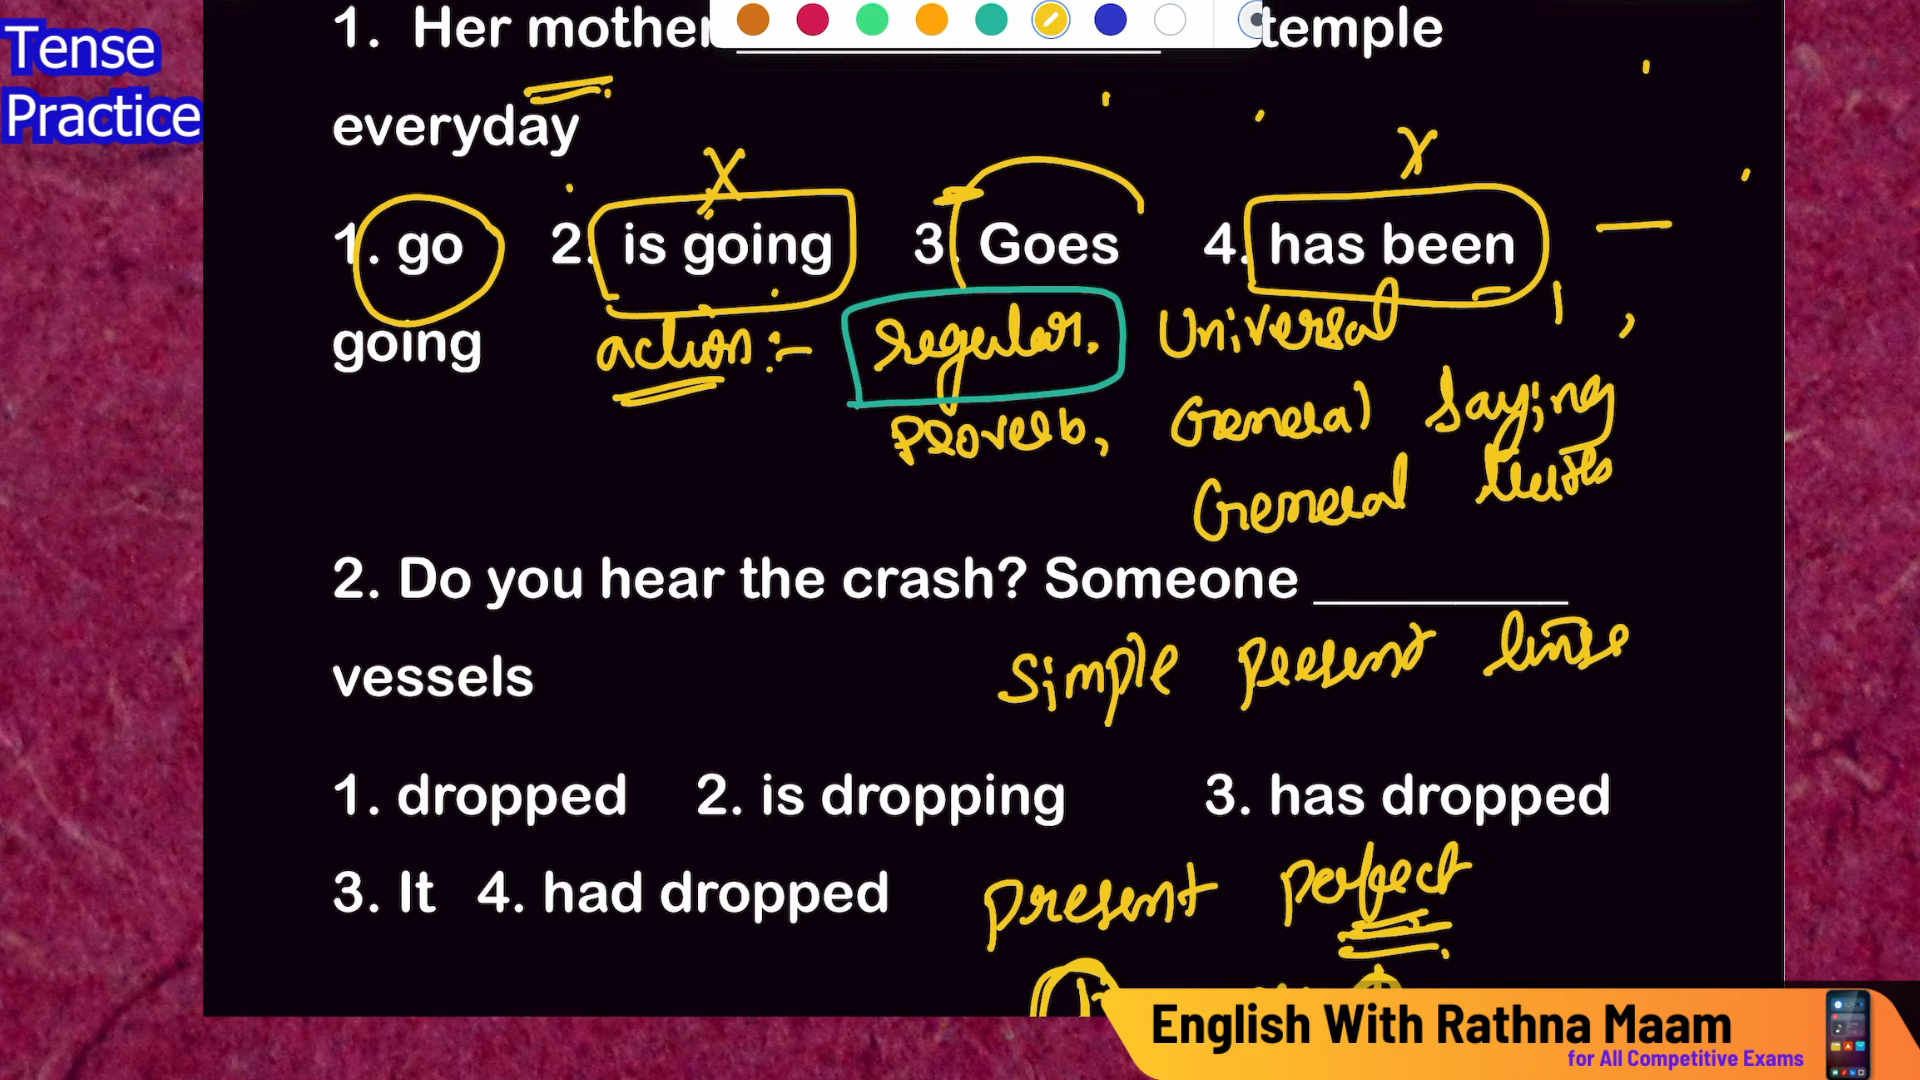 Tense
Practice
1. Her mother ____________ temple
everyday
x x
1. go 2. is going 3. Goes 4. has been
going action :- regular, Universal
Proverb, General saying
General truths
2. Do you hear the crash? Someone __________
vessels
Simple present tense
1. dropped 2. is dropping 3. has dropped
3. It 4. had dropped
present perfect
English With Rathna Maam
for All Competitive Exams